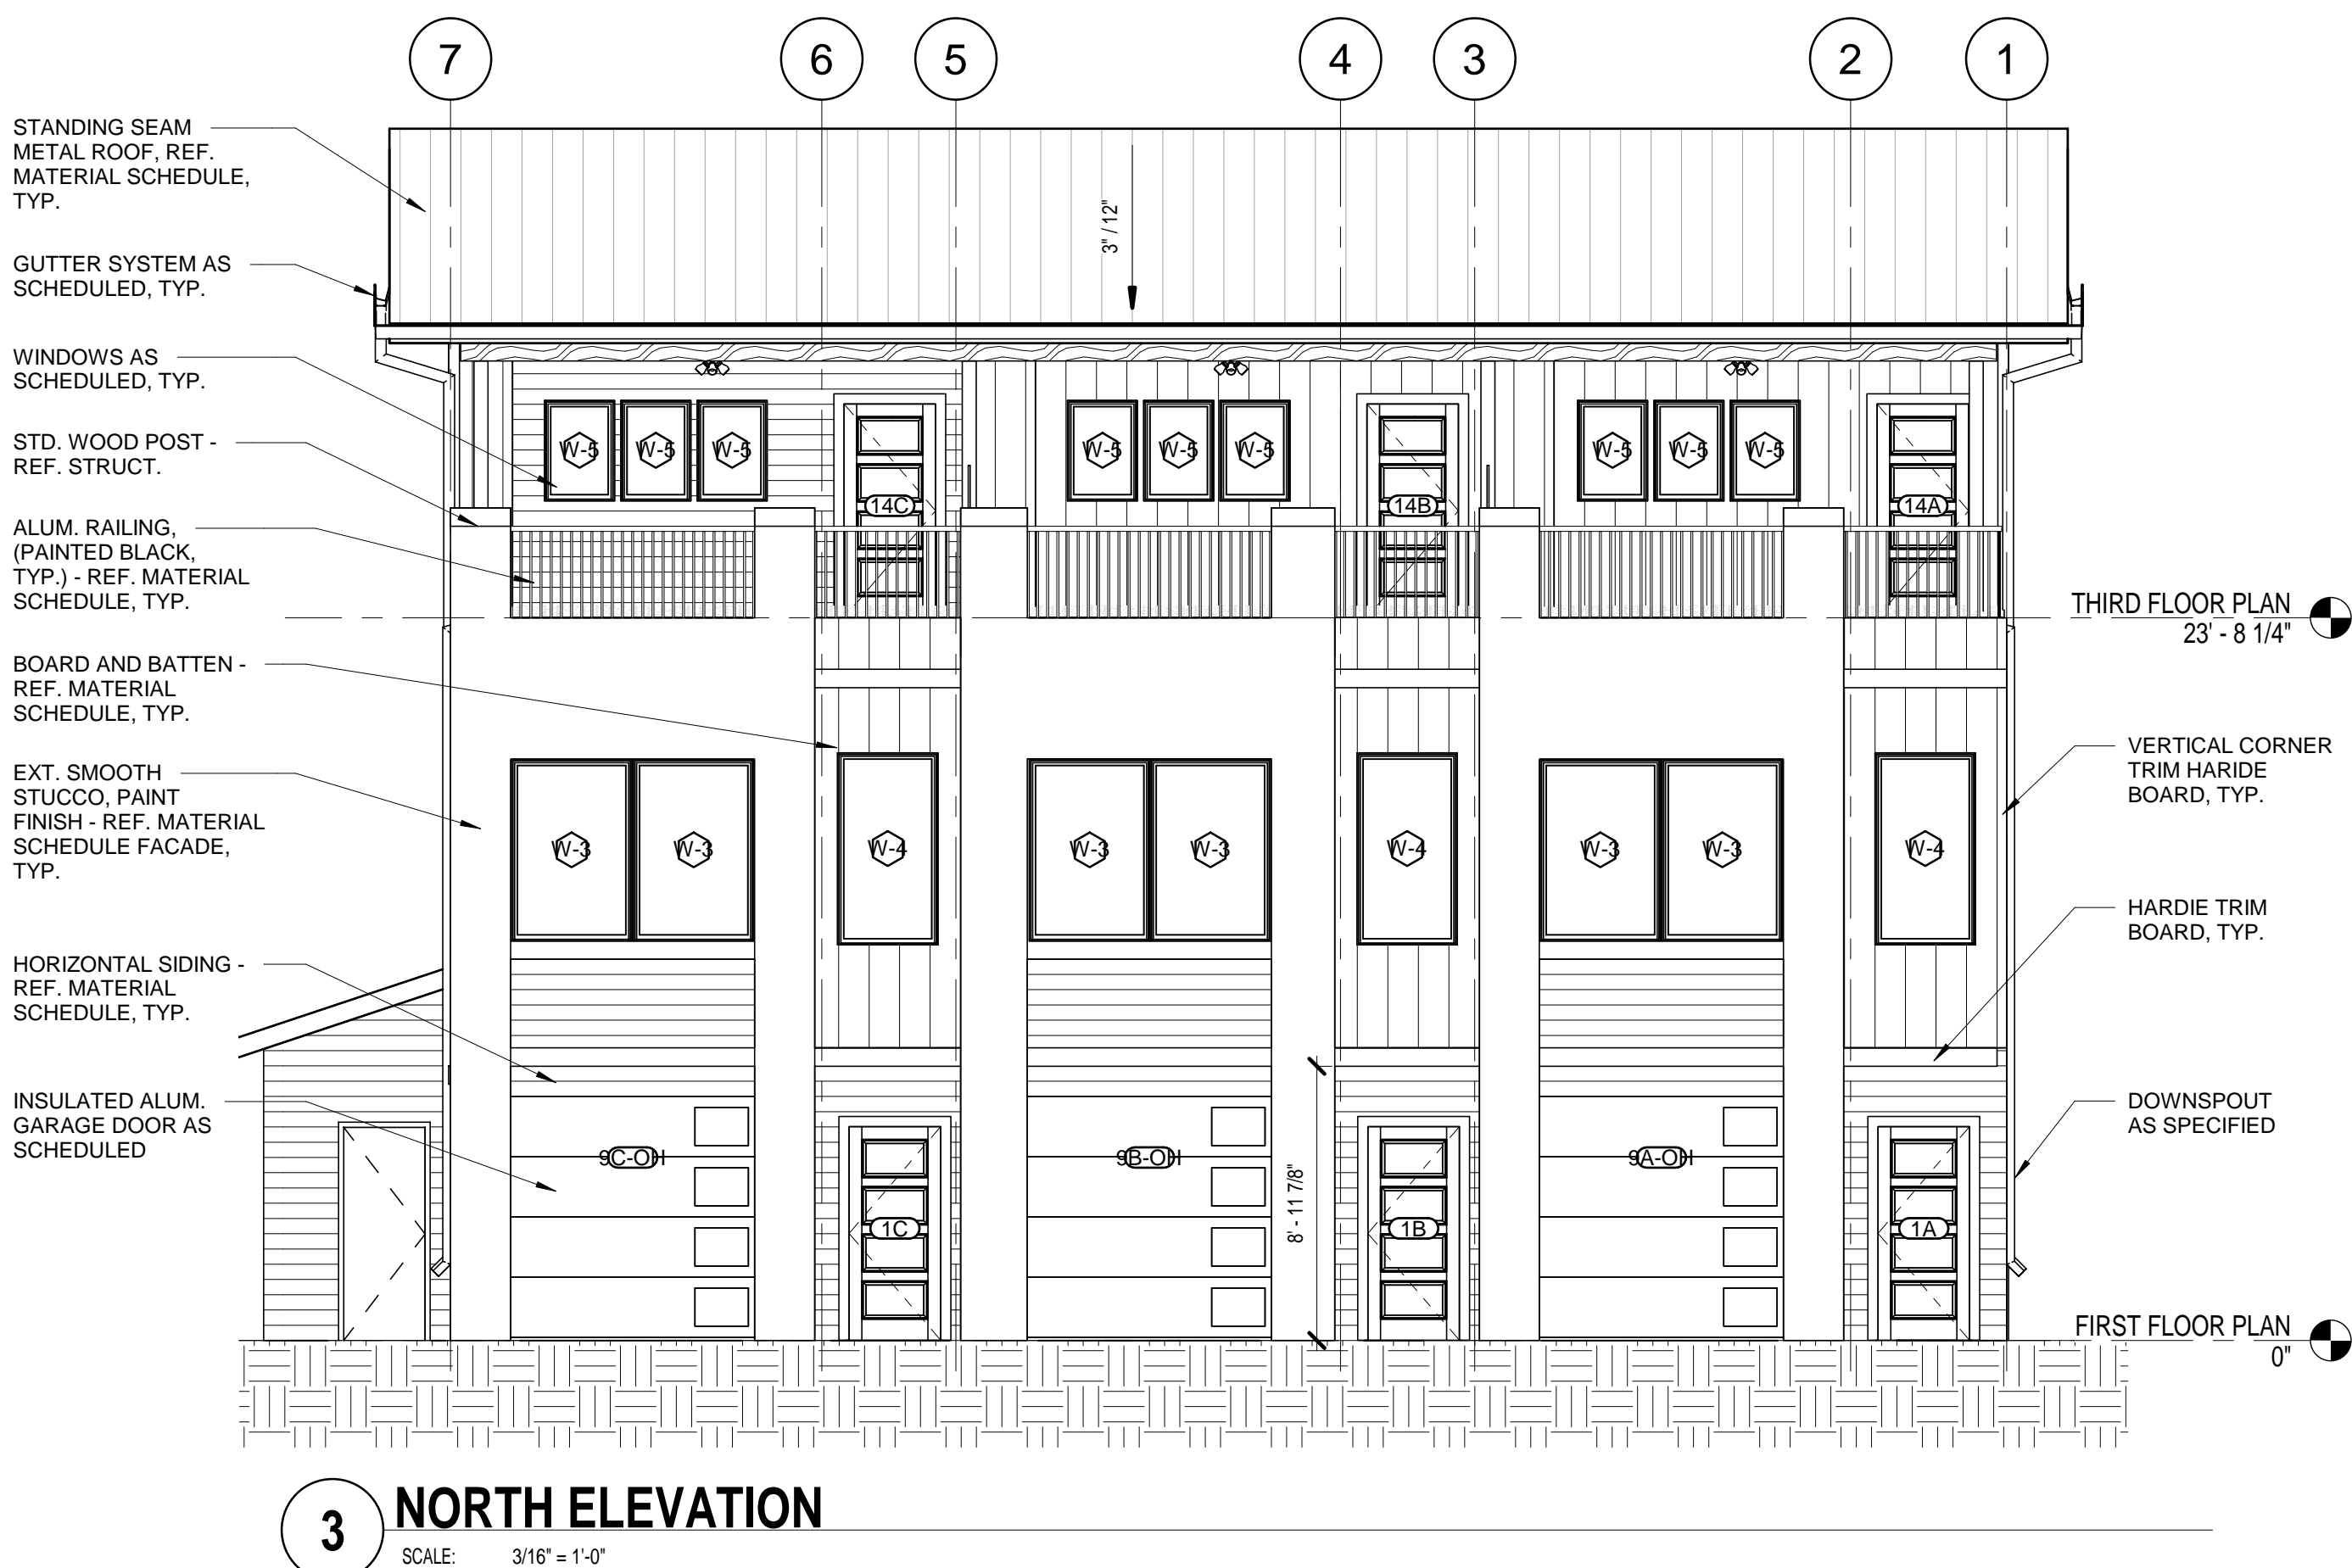 7
6
5
4
3
2
1
STANDING SEAM
METAL ROOF, REF.
MATERIAL SCHEDULE,
TYP.
GUTTER SYSTEM AS
SCHEDULED, TYP.
WINDOWS AS
SCHEDULED, TYP.
STD. WOOD POST -
REF. STRUCT.
ALUM. RAILING,
(PAINTED BLACK,
TYP.) - REF. MATERIAL
SCHEDULE, TYP.
BOARD AND BATTEN -
REF. MATERIAL
SCHEDULE, TYP.
EXT. SMOOTH
STUCCO, PAINT
FINISH - REF. MATERIAL
SCHEDULE FACADE,
TYP.
HORIZONTAL SIDING -
REF. MATERIAL
SCHEDULE, TYP.
INSULATED ALUM.
GARAGE DOOR AS
SCHEDULED
3" / 12"
W-5
W-5
W-5
14C
W-5
W-5
W-5
14B
W-5
W-5
W-5
14A
W-3
W-3
W-4
W-3
W-3
W-4
W-3
W-3
W-4
9C-OH
1C
9B-OH
8' - 11 7/8"
1B
9A-OH
1A
THIRD FLOOR PLAN
23' - 8 1/4"
VERTICAL CORNER
TRIM HARIDE
BOARD, TYP.
HARDIE TRIM
BOARD, TYP.
DOWNSPOUT
AS SPECIFIED
FIRST FLOOR PLAN
0"
3
NORTH ELEVATION
SCALE: 3/16" = 1'-0"